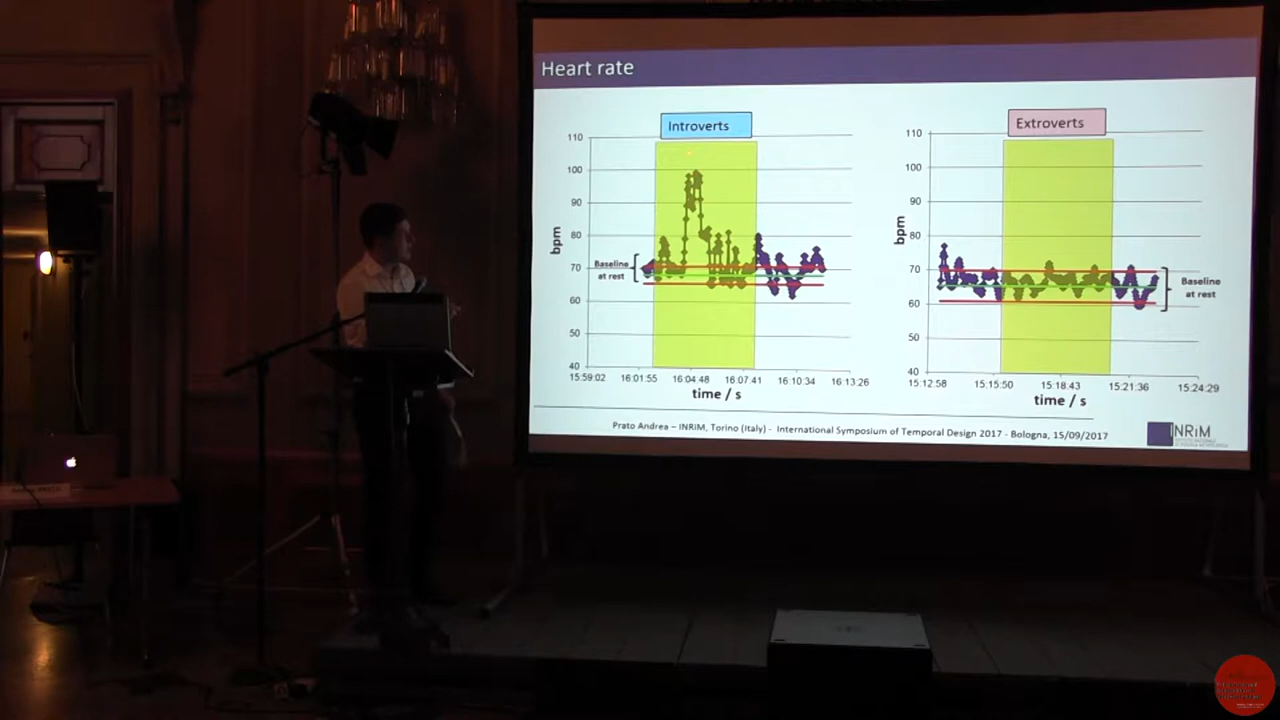 Heart rate
Introverts
110
100
90
80
70
60
50
40
bpm
Baseline
at rest
15:59:02
16:01:55
16:04:48
16:07:41
16:10:34
16:13:26
time / s
Extroverts
110
100
90
80
70
60
50
40
bpm
Baseline
at rest
15:12:58
15:15:50
15:18:43
15:21:36
15:24:29
time / s
Prato Andrea – INRiM, Torino (Italy) - International Symposium of Temporal Design 2017 - Bologna, 15/09/2017
INRiM